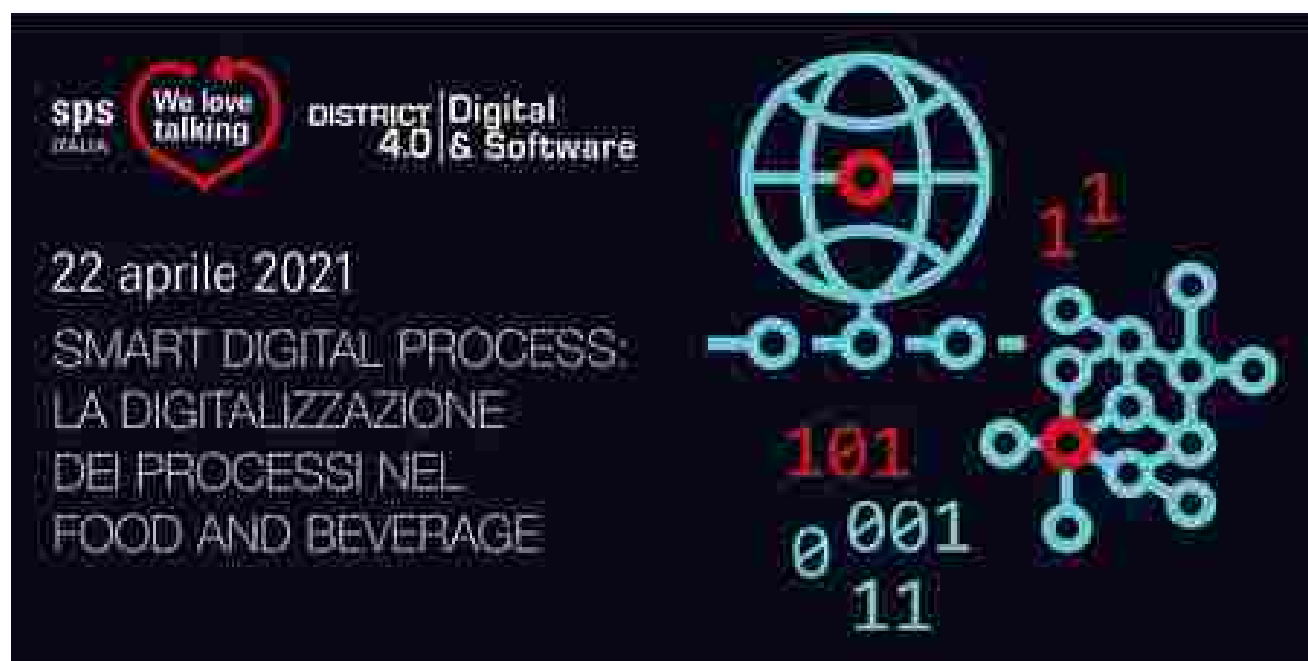 sps
ITALIA
We love
talking
DISTRICT
4.0
Digital
& Software
22 aprile 2021
SMART DIGITAL PROCESS:
LA DIGITALIZZAZIONE
DEI PROCESSI NEL
FOOD AND BEVERAGE
1
1
101
001
0
11